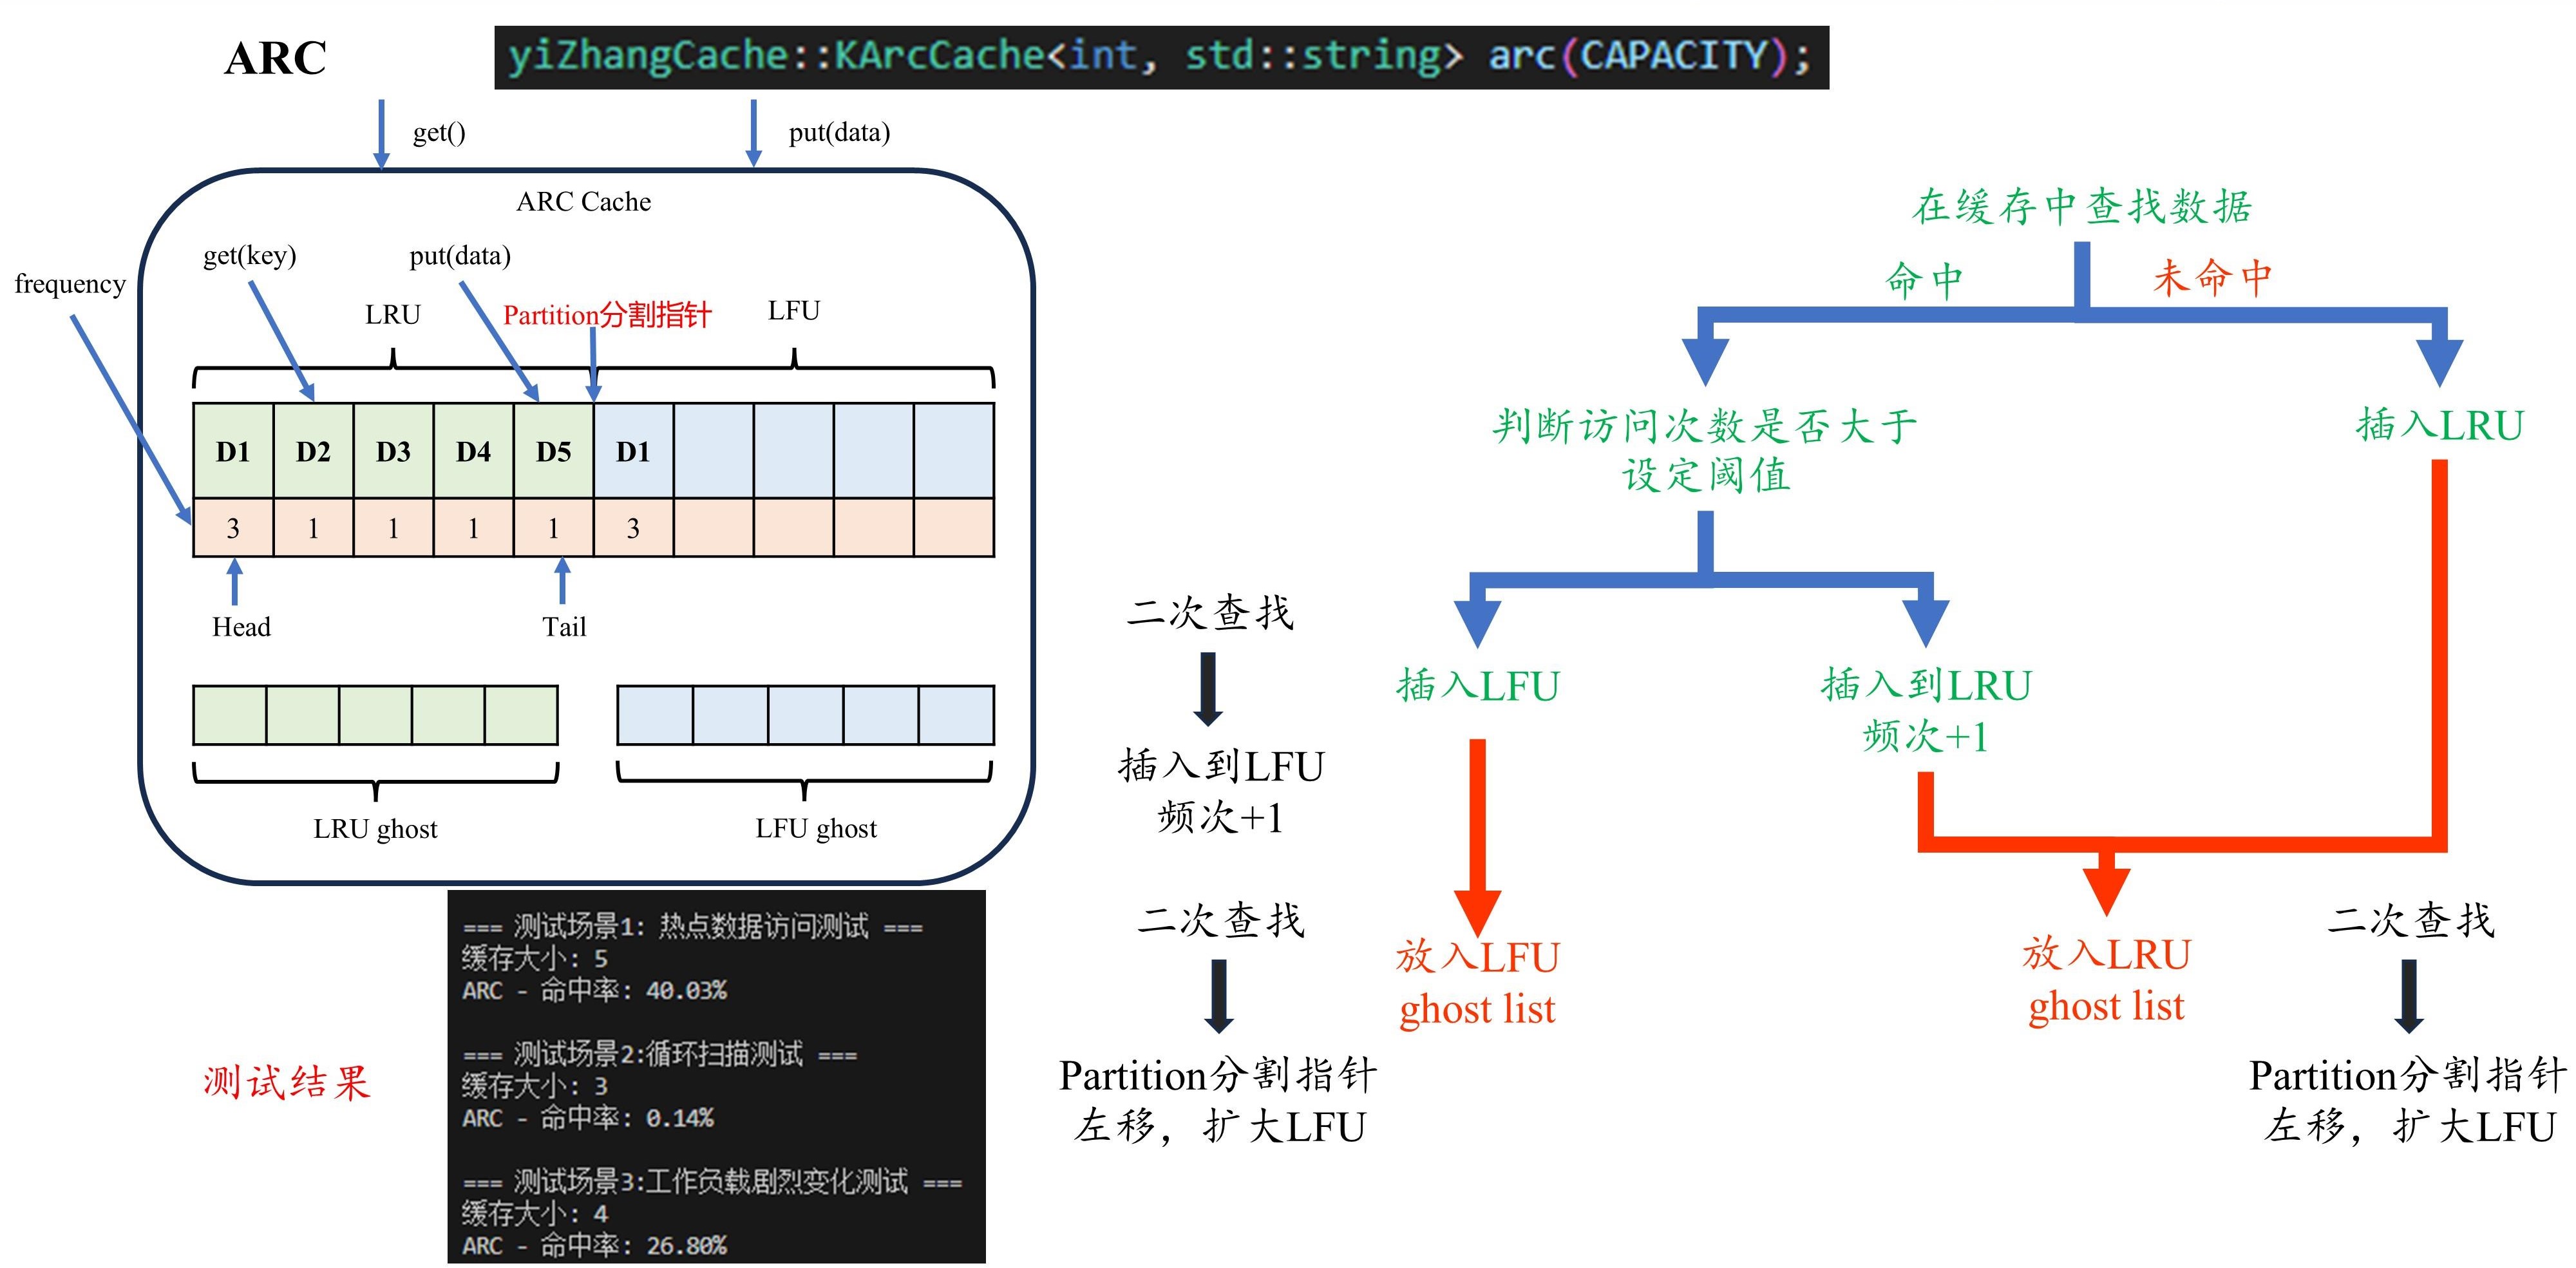 ARC
yiZhangCache::KArcCache<int, std::string> arc(CAPACITY);
get()
put(data)
ARC Cache
get(key)
put(data)
frequency
LRU
Partition分割指针
LFU
D1 D2 D3 D4 D5 D1
3 1 1 1 1 3
Head
Tail
LRU ghost
LFU ghost
测试结果
=== 测试场景1: 热点数据访问测试 ===
缓存大小: 5
ARC - 命中率: 40.03%
=== 测试场景2:循环扫描测试 ===
缓存大小: 3
ARC - 命中率: 0.14%
=== 测试场景3:工作负载剧烈变化测试 ===
缓存大小: 4
ARC - 命中率: 26.80%
在缓存中查找数据
命中
未命中
判断访问次数是否大于
设定阈值
插入LRU
二次查找
插入到LFU
频次+1
插入LFU
插入到LRU
频次+1
二次查找
Partition分割指针
左移，扩大LFU
放入LFU
ghost list
放入LRU
ghost list
二次查找
Partition分割指针
左移，扩大LFU